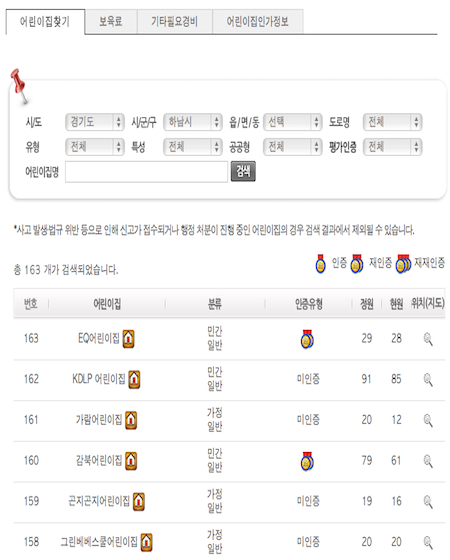 어린이집찾기 보육료 기타필요경비 어린이집인가정보
시/도 경기도 시/군/구 하남시 읍/면/동 선택 도로명 전체
유형 전체 특성 전체 공공형 전체 평가인증 전체
어린이집명 검색
*사고 발생·법규 위반 등으로 인해 신고가 접수되거나 행정 처분이 진행 중인 어린이집의 경우 검색 결과에서 제외될 수 있습니다.
총 163 개가 검색되었습니다. 인증 재인증 재재인증
번호 어린이집 분류 인증유형 정원 현원 위치(지도)
163 EQ어린이집 민간 일반 29 28
162 KDLP 어린이집 민간 일반 미인증 91 85
161 가람어린이집 가정 일반 미인증 20 12
160 감북어린이집 민간 일반 79 61
159 곤지곤지어린이집 가정 일반 미인증 19 16
158 그린베베스쿨어린이집 가정 일반 미인증 20 20